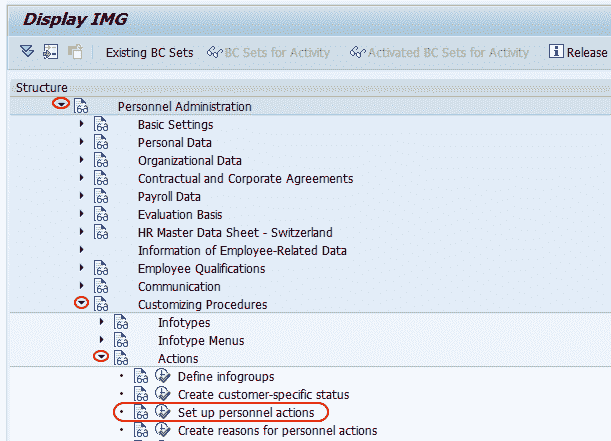 Display IMG
Existing BC Sets BC Sets for Activity Activated BC Sets for Activity Release
Structure
Personnel Administration
Basic Settings
Personal Data
Organizational Data
Contractual and Corporate Agreements
Payroll Data
Evaluation Basis
HR Master Data Sheet - Switzerland
Information of Employee-Related Data
Employee Qualifications
Communication
Customizing Procedures
Infotypes
Infotype Menus
Actions
Define infogroups
Create customer-specific status
Set up personnel actions
Create reasons for personnel actions